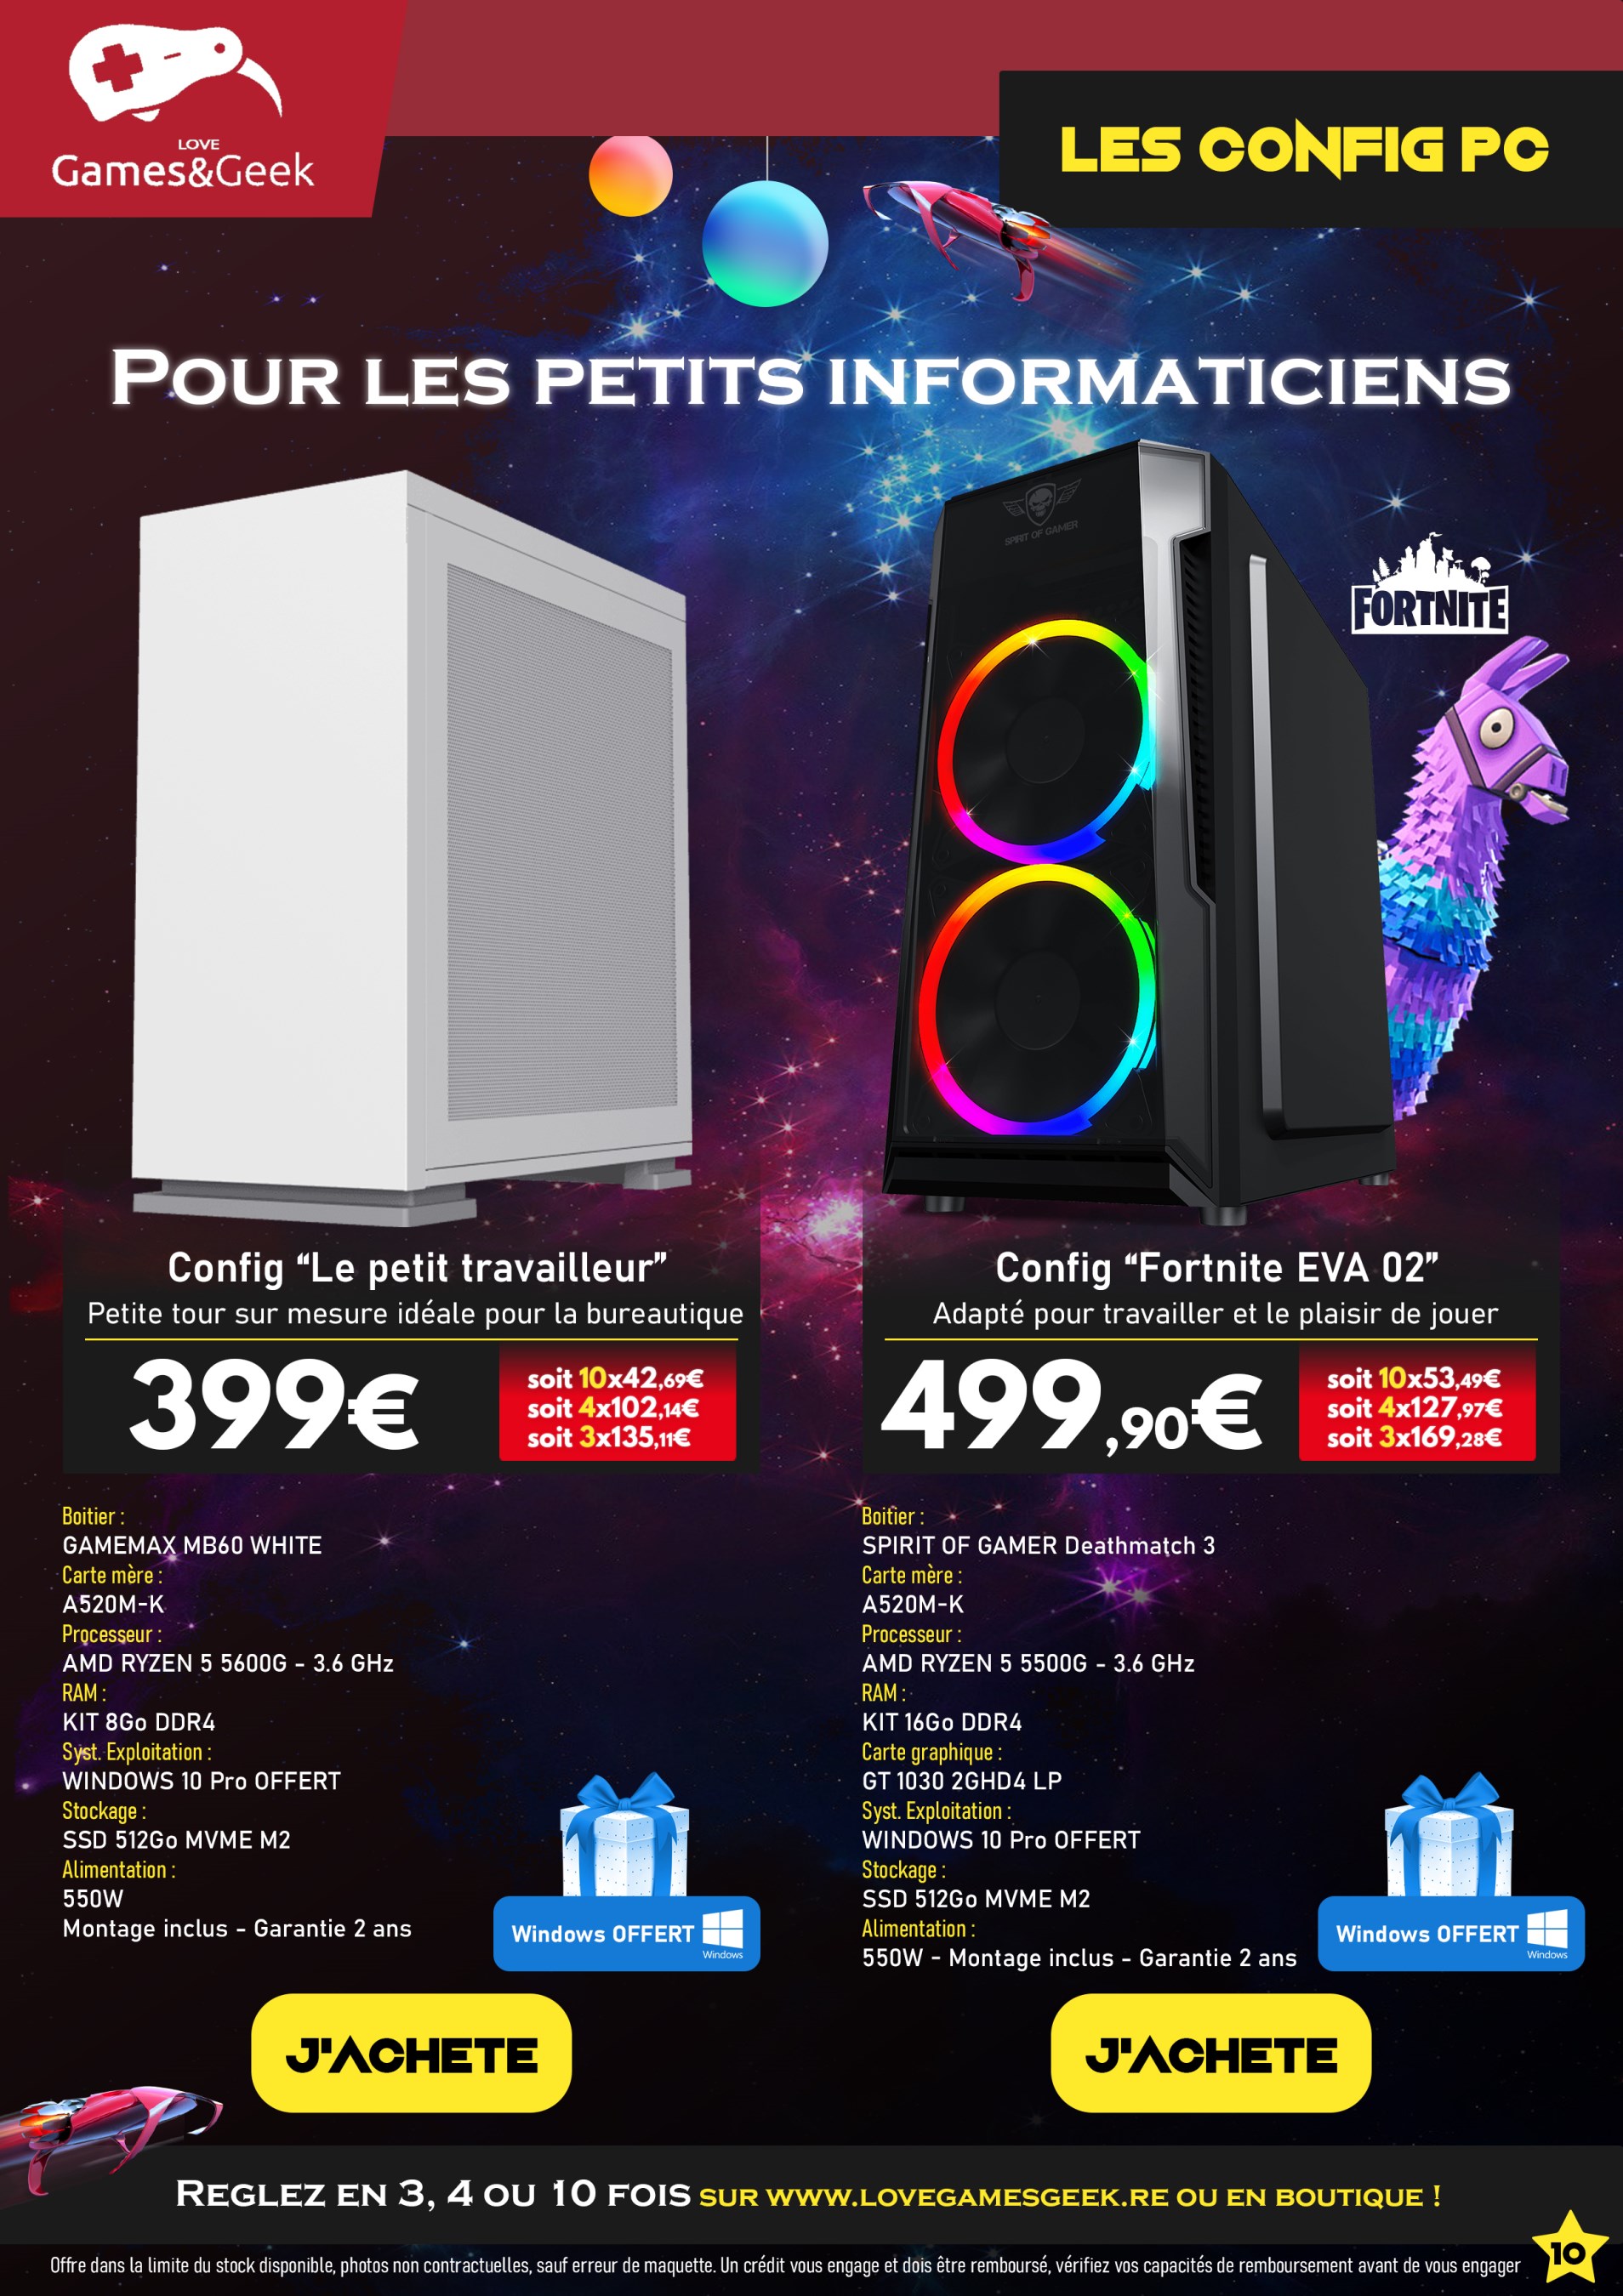 LOVE
Games&Geek
LES CONFIG PC
POUR LES PETITS INFORMATICIENS
SPIRIT OF GAMER
FORTNITE
Config “Le petit travailleur”
Petite tour sur mesure idéale pour la bureautique
399€
soit 10x42,69€
soit 4x102,14€
soit 3x135,11€
Config “Fortnite EVA 02”
Adapté pour travailler et le plaisir de jouer
499,90€
soit 10x53,49€
soit 4x127,97€
soit 3x169,28€
Boitier :
GAMEMAX MB60 WHITE
Carte mère :
A520M-K
Processeur :
AMD RYZEN 5 5600G - 3.6 GHz
RAM :
KIT 8Go DDR4
Syst. Exploitation :
WINDOWS 10 Pro OFFERT
Stockage :
SSD 512Go MVME M2
Alimentation :
550W
Montage inclus - Garantie 2 ans
Windows OFFERT
Windows
Boitier :
SPIRIT OF GAMER Deathmatch 3
Carte mère :
A520M-K
Processeur :
AMD RYZEN 5 5500G - 3.6 GHz
RAM :
KIT 16Go DDR4
Carte graphique :
GT 1030 2GHD4 LP
Syst. Exploitation :
WINDOWS 10 Pro OFFERT
Stockage :
SSD 512Go MVME M2
Alimentation :
550W - Montage inclus - Garantie 2 ans
Windows OFFERT
Windows
J'ACHETE
J'ACHETE
REGLEZ EN 3, 4 OU 10 FOIS SUR WWW.LOVEGAMESGEEK.RE OU EN BOUTIQUE !
Offre dans la limite du stock disponible, photos non contractuelles, sauf erreur de maquette. Un crédit vous engage et dois être remboursé, vérifiez vos capacités de remboursement avant de vous engager
10